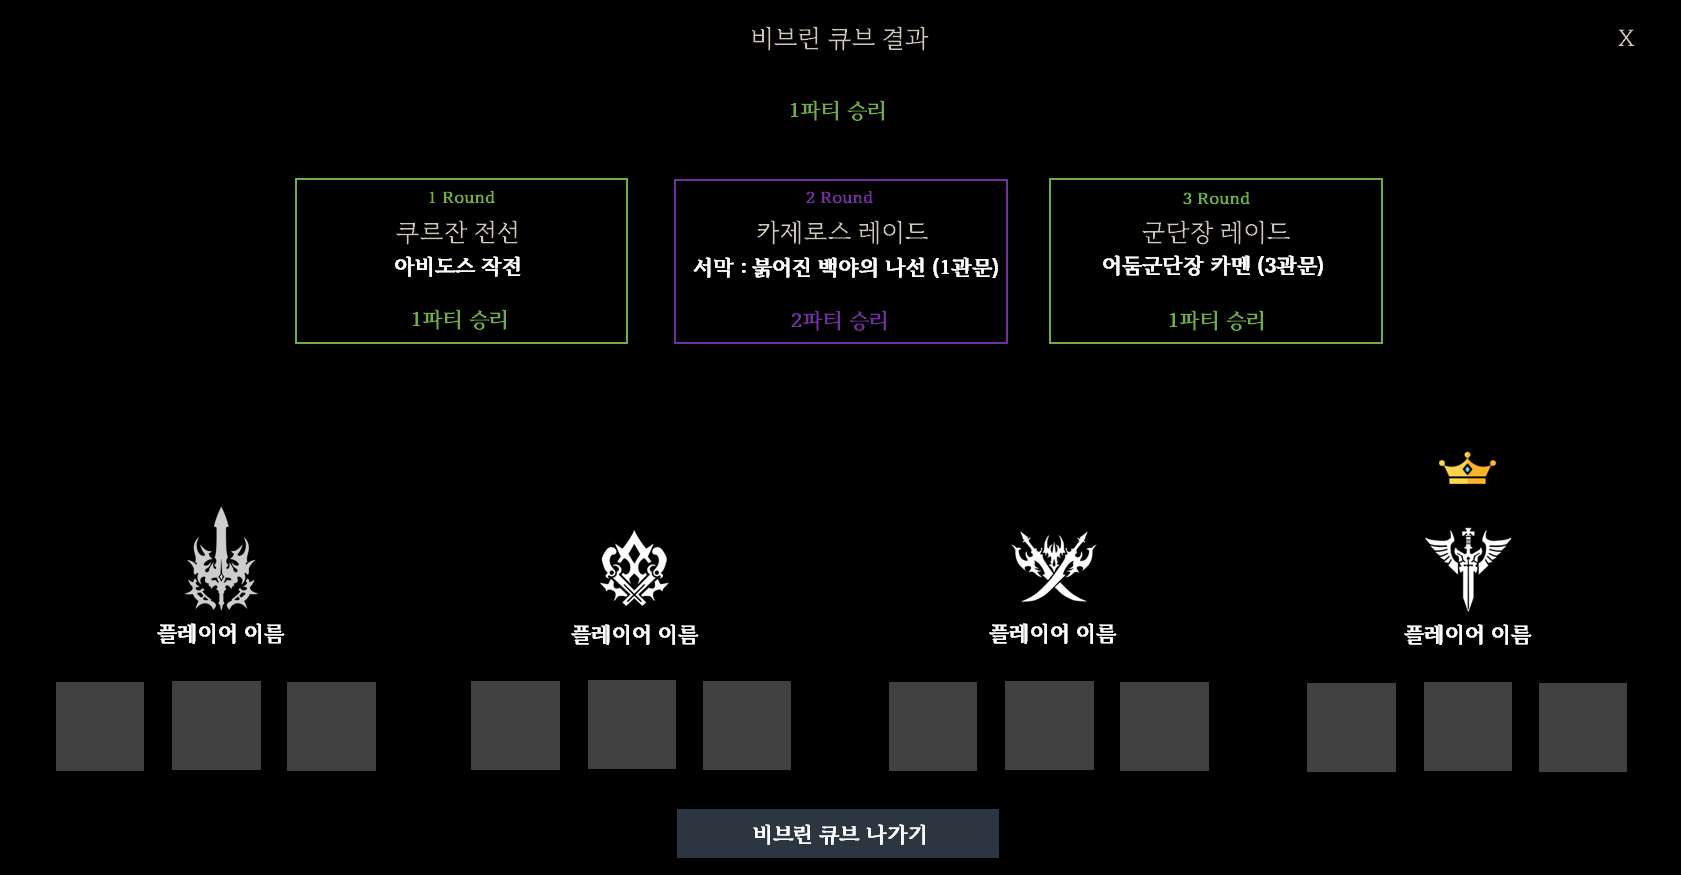 비브린 큐브 결과
X
1파티 승리
1 Round
쿠르잔 전선
아비도스 작전
1파티 승리
2 Round
카제로스 레이드
서막 : 붉어진 백야의 나선 (1관문)
2파티 승리
3 Round
군단장 레이드
어둠군단장 카멘 (3관문)
1파티 승리
플레이어 이름
플레이어 이름
플레이어 이름
플레이어 이름
비브린 큐브 나가기